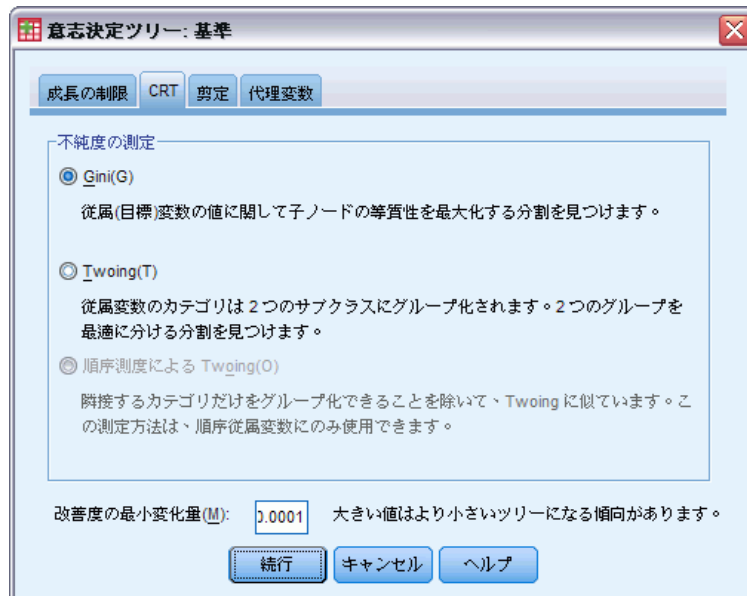 意志決定ツリー: 基準
成長の制限 CRT 剪定 代理変数
不純度の測定
Gini(G)
従属(目標)変数の値に関して子ノードの等質性を最大化する分割を見つけます。
Twoing(T)
従属変数のカテゴリは2つのサブクラスにグループ化されます。2つのグループを
最適に分ける分割を見つけます。
順序測度による Twoing(O)
隣接するカテゴリだけをグループ化できることを除いて、Twoing に似ています。こ
の測定方法は、順序従属変数にのみ使用できます。
改善度の最小変化量(M): 0.0001 大きい値はより小さいツリーになる傾向があります。
続行 キャンセル ヘルプ